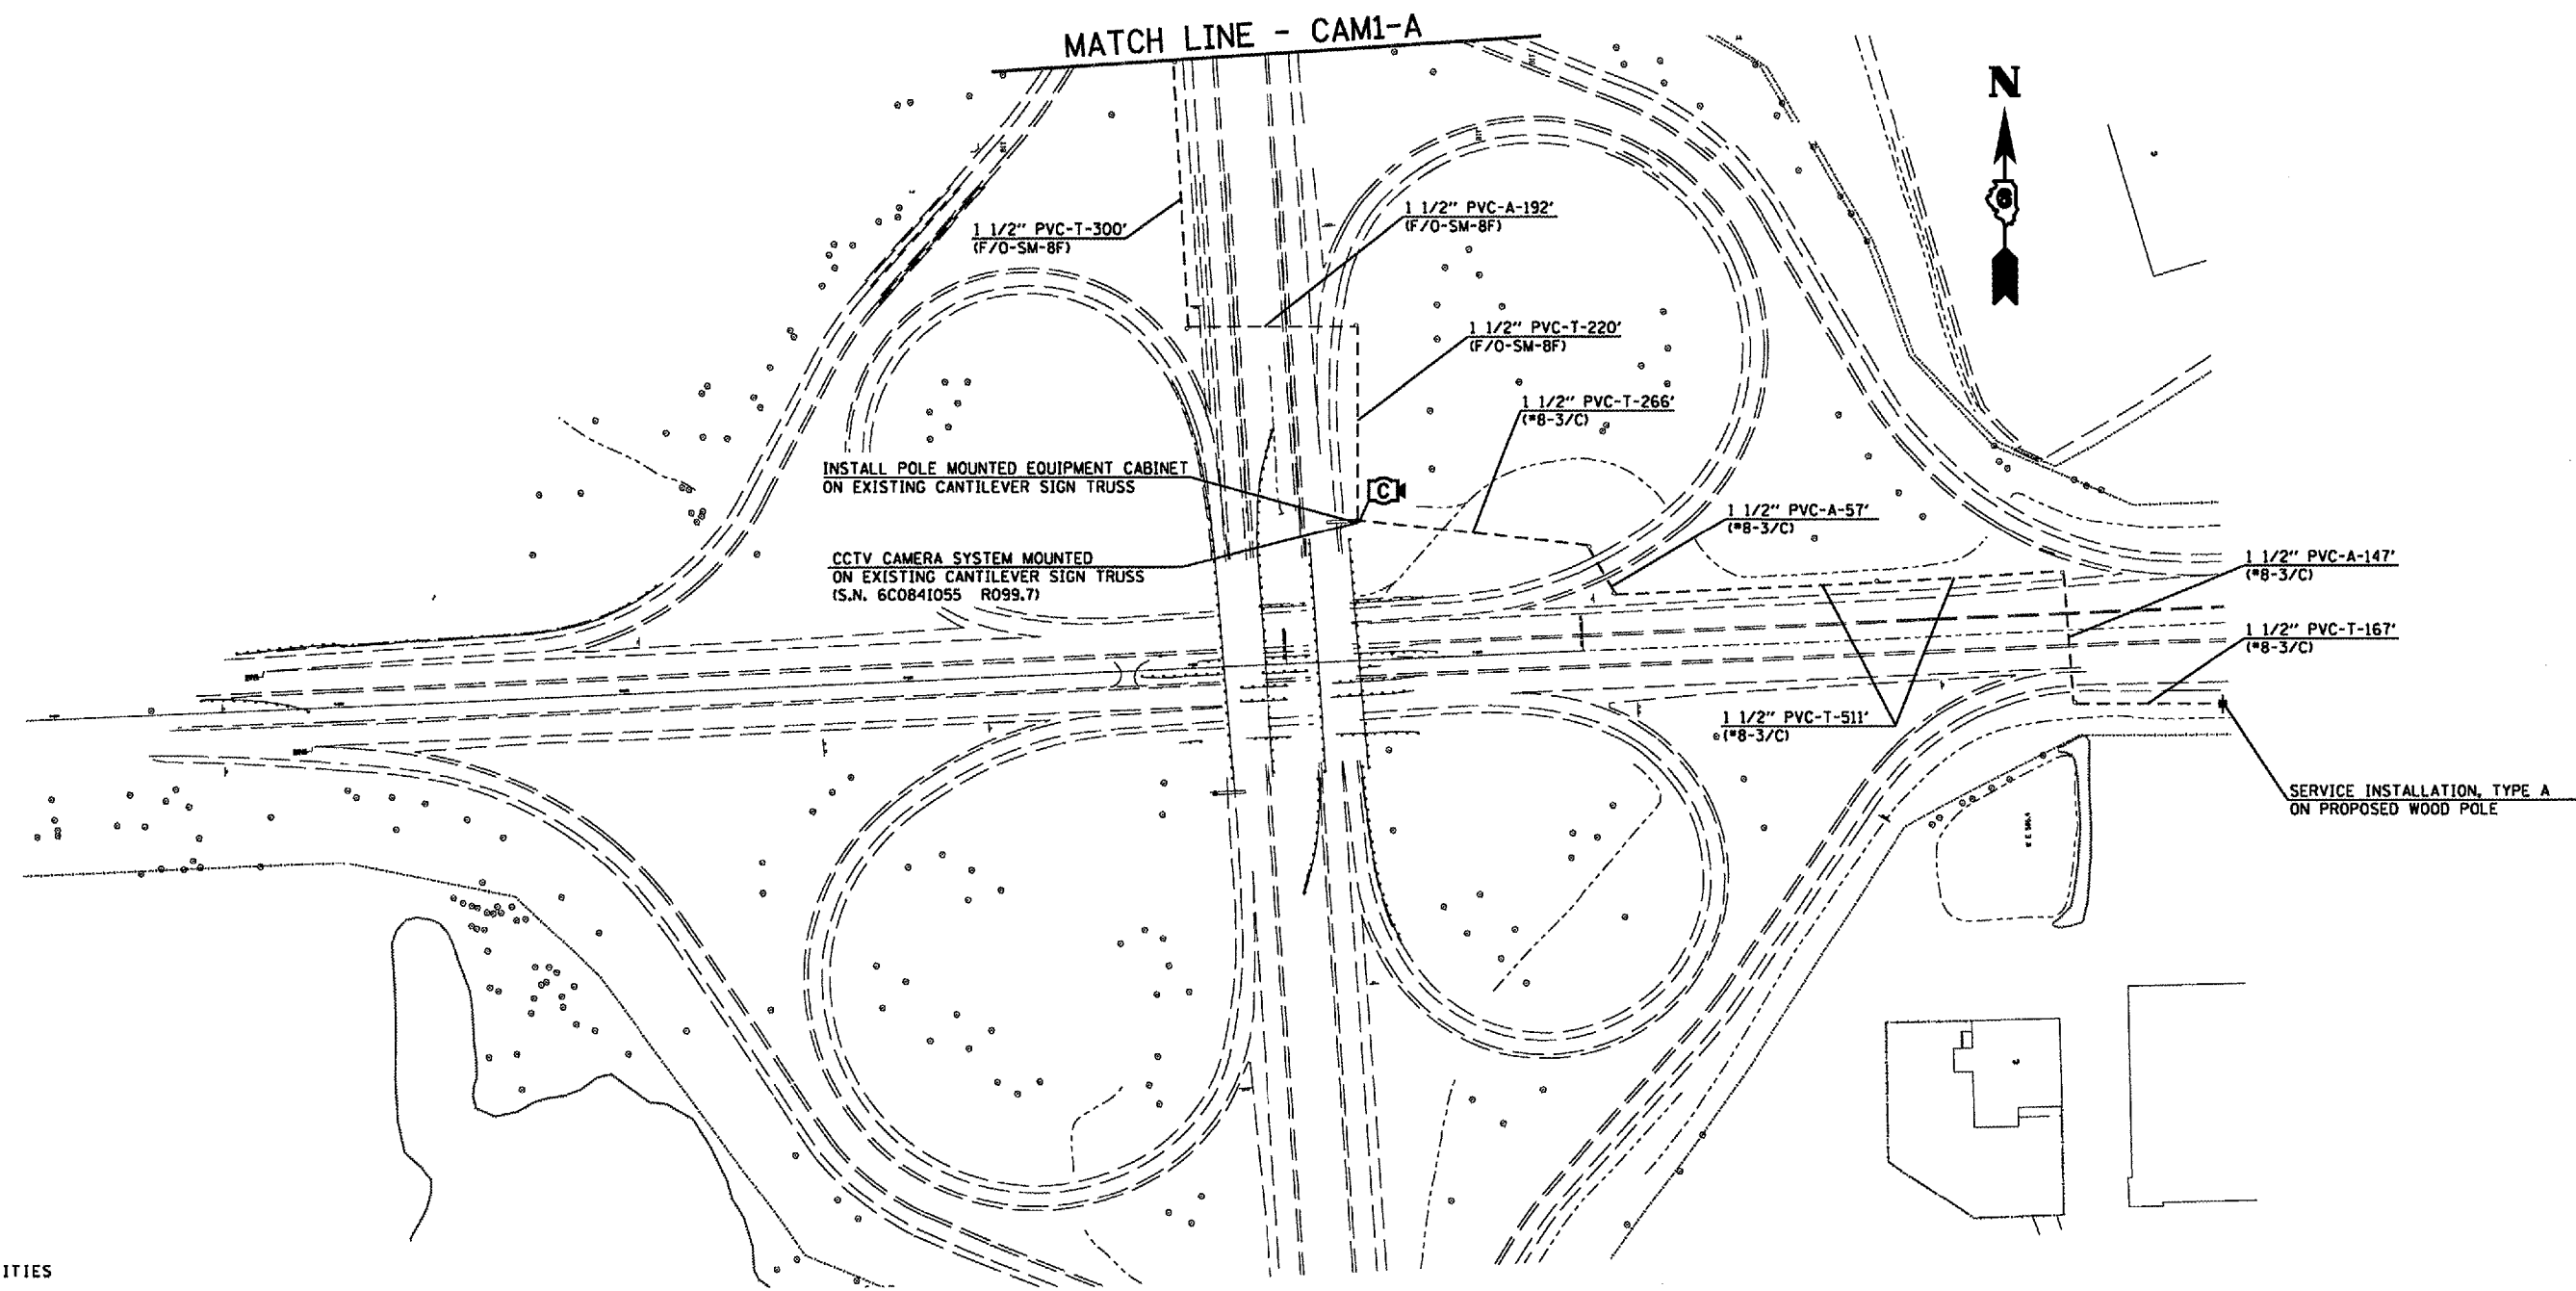 MATCH LINE - CAM1-A
N
6
1 1/2" PVC-T-300'
(F/O-SM-8F)
1 1/2" PVC-A-192'
(F/O-SM-8F)
1 1/2" PVC-T-220'
(F/O-SM-8F)
1 1/2" PVC-T-266'
(#8-3/C)
INSTALL POLE MOUNTED EQUIPMENT CABINET
ON EXISTING CANTILEVER SIGN TRUSS
C
1 1/2" PVC-A-57'
(#8-3/C)
CCTV CAMERA SYSTEM MOUNTED
ON EXISTING CANTILEVER SIGN TRUSS
(S.N. 6C084I055 R099.7)
1 1/2" PVC-A-147'
(#8-3/C)
1 1/2" PVC-T-167'
(#8-3/C)
1 1/2" PVC-T-511'
(#8-3/C)
SERVICE INSTALLATION, TYPE A
ON PROPOSED WOOD POLE
ITIES